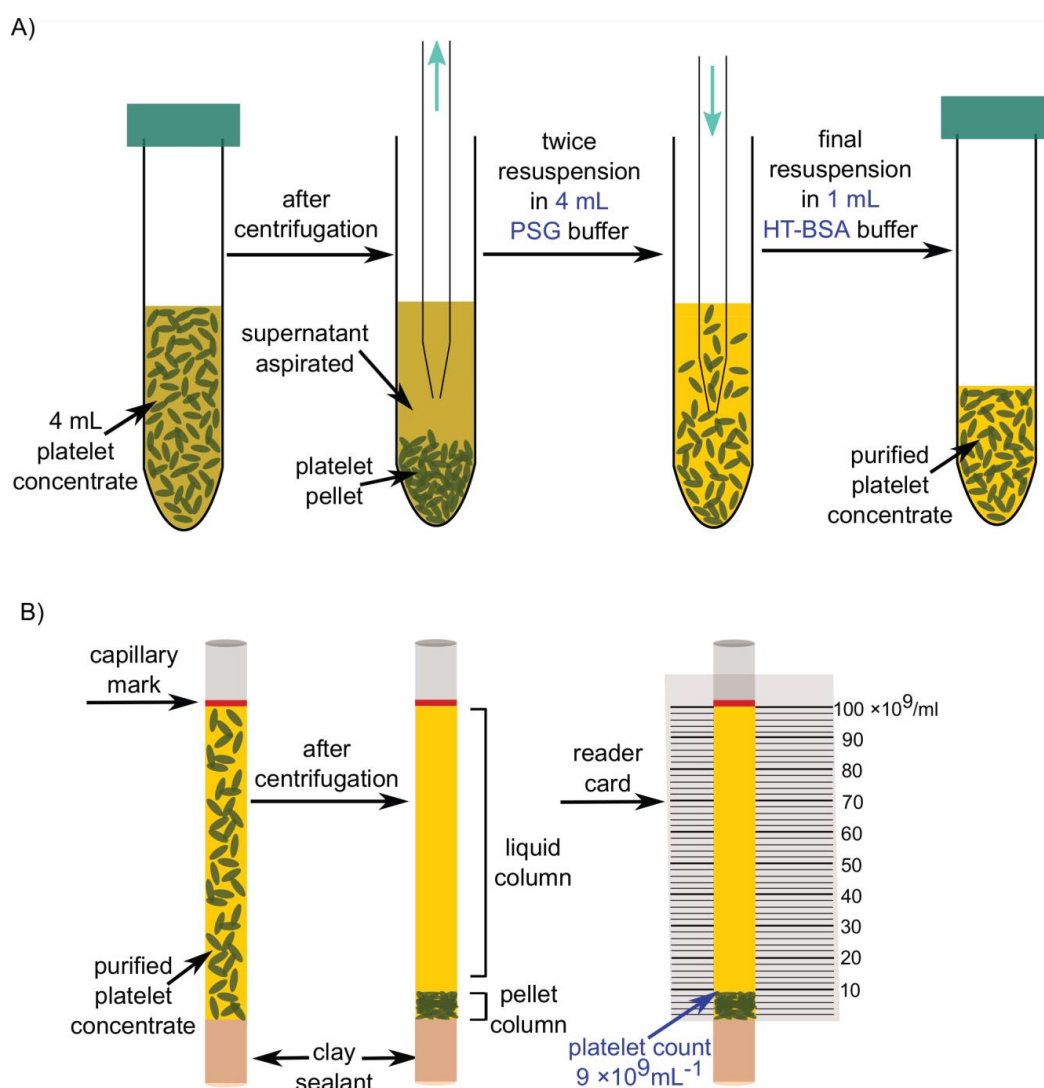 A)
after
centrifugation
twice
resuspension
in 4 mL
PSG buffer
final
resuspension
in 1 mL
HT-BSA buffer
supernatant
aspirated
4 mL
platelet
concentrate
platelet
pellet
purified
platelet
concentrate
B)
capillary
mark
after
centrifugation
reader
card
100 ×10⁹/ml
90
80
70
60
50
40
30
20
10
liquid
column
purified
platelet
concentrate
pellet
column
clay
sealant
platelet count
9 ×10⁹mL⁻¹